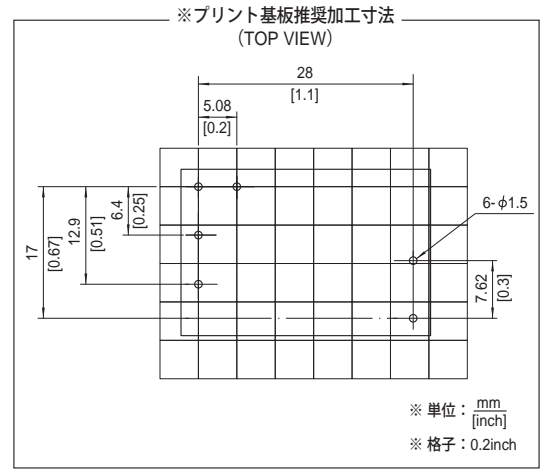 ※プリント基板推奨加工寸法
(TOP VIEW)
28
[1.1]
5.08
[0.2]
6-φ1.5
6.4
[0.25]
12.9
[0.51]
17
[0.67]
7.62
[0.3]
※ 単位：mm
[inch]
※ 格子：0.2inch